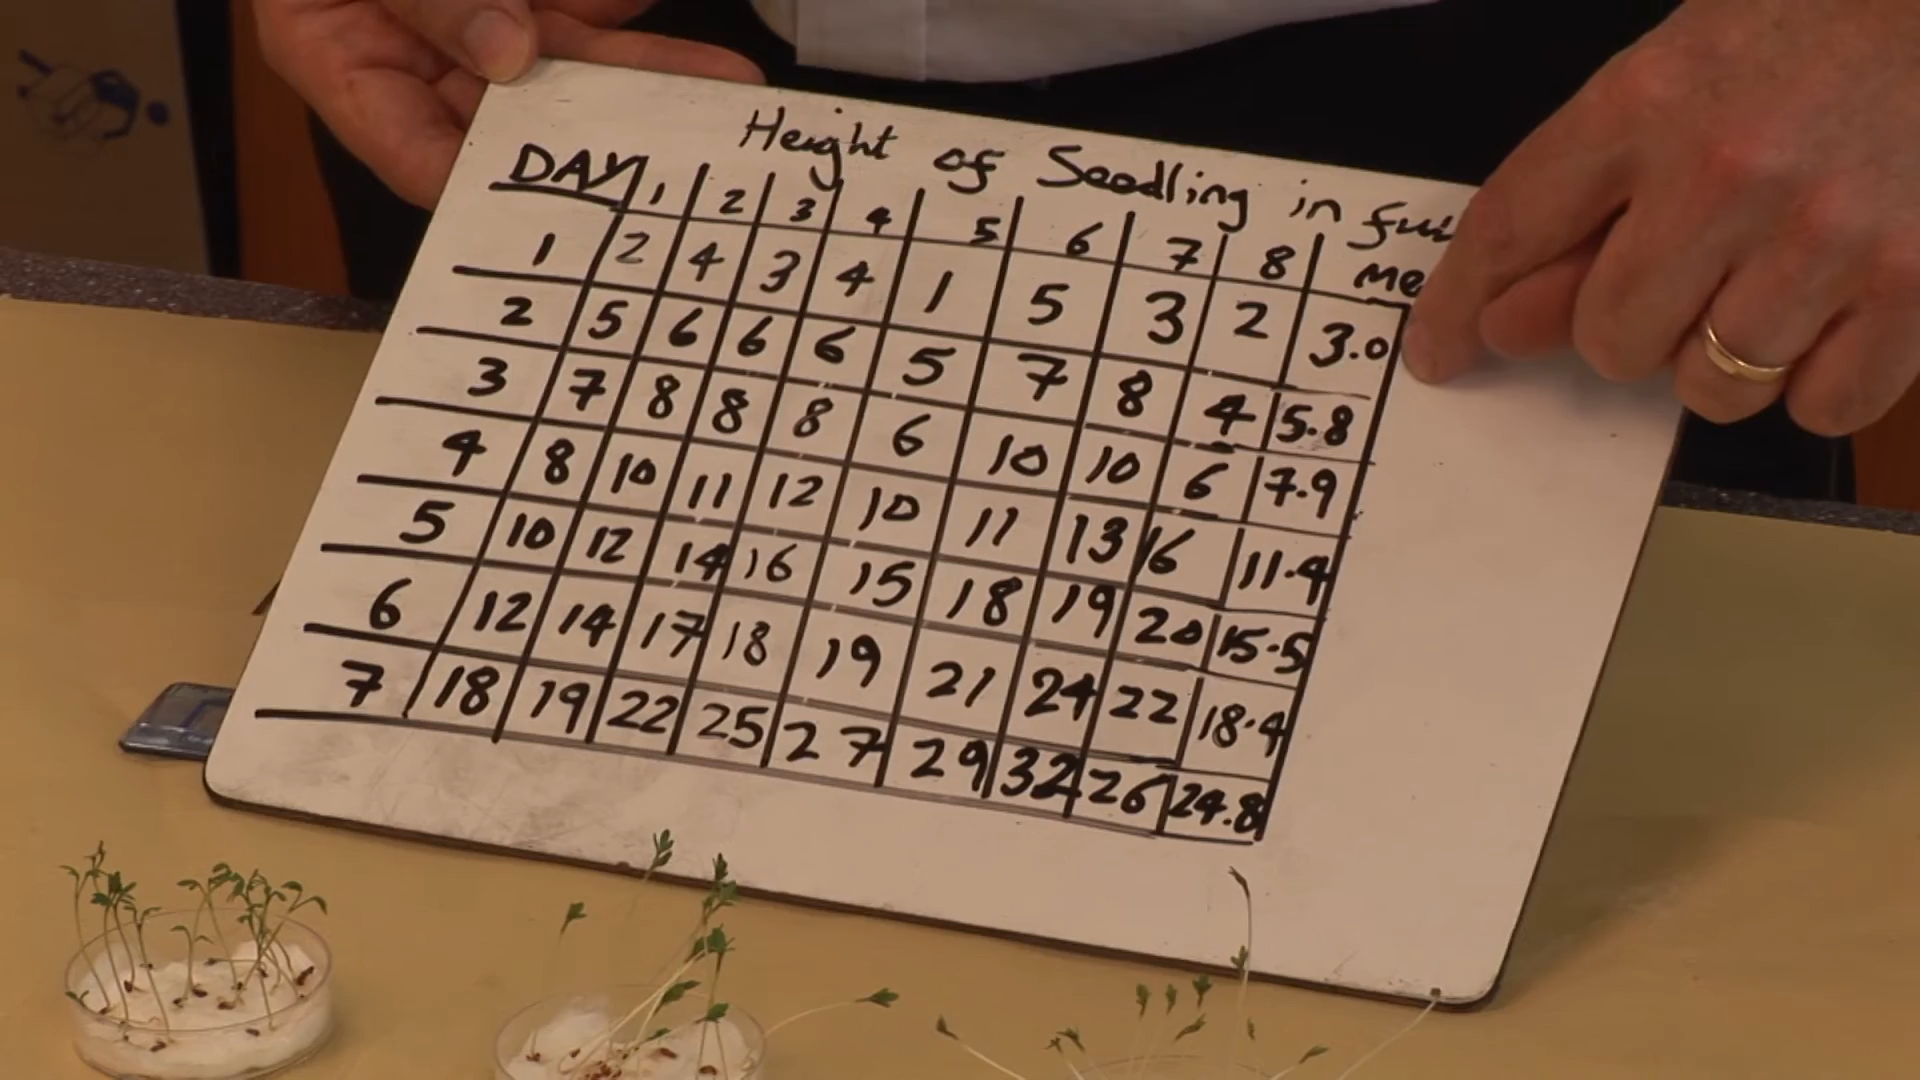 Height of Seedling in
DAY 1 2 3 4 5 6 7 8 me
1 2 4 3 4 1 5 3 2 3.0
2 5 6 6 6 5 7 8 4 5.8
3 7 8 8 8 6 10 10 6 7.9
4 8 10 11 12 10 11 13 16 11.4
5 10 12 14 16 15 18 19 20 15.5
6 12 14 17 18 19 21 24 22 18.4
7 18 19 22 25 27 29 32 26 24.8